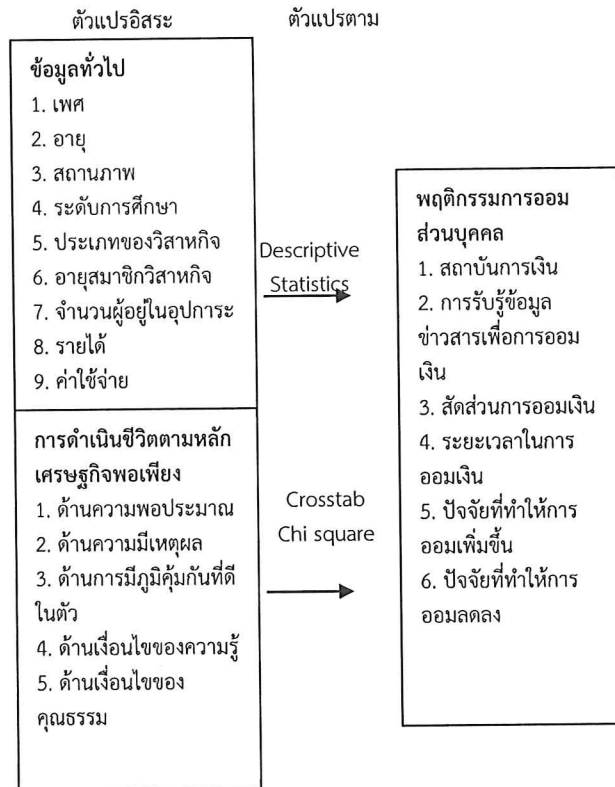 ตัวแปรอิสระ
ตัวแปรตาม
ข้อมูลทั่วไป
1. เพศ
2. อายุ
3. สถานภาพ
4. ระดับการศึกษา
5. ประเภทของวิสาหกิจ
6. อายุสมาชิกวิสาหกิจ
7. จำนวนผู้อยู่ในอุปการะ
8. รายได้
9. ค่าใช้จ่าย
การดำเนินชีวิตตามหลัก
เศรษฐกิจพอเพียง
1. ด้านความพอประมาณ
2. ด้านความมีเหตุผล
3. ด้านการมีภูมิคุ้มกันที่ดี
ในตัว
4. ด้านเงื่อนไขของความรู้
5. ด้านเงื่อนไขของ
คุณธรรม
Descriptive
Statistics
Crosstab
Chi square
พฤติกรรมการออม
ส่วนบุคคล
1. สถาบันการเงิน
2. การรับรู้ข้อมูล
ข่าวสารเพื่อการออม
เงิน
3. สัดส่วนการออมเงิน
4. ระยะเวลาในการ
ออมเงิน
5. ปัจจัยที่ทำให้การ
ออมเพิ่มขึ้น
6. ปัจจัยที่ทำให้การ
ออมลดลง